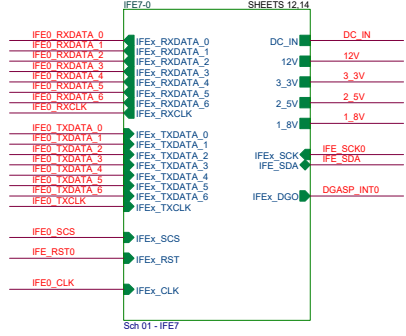 IFE7-0
SHEETS 12,14
IFE0_RXDATA_0
IFE0_RXDATA_1
IFE0_RXDATA_2
IFE0_RXDATA_3
IFE0_RXDATA_4
IFE0_RXDATA_5
IFE0_RXDATA_6
IFE0_RXCLK
IFEx_RXDATA_0
IFEx_RXDATA_1
IFEx_RXDATA_2
IFEx_RXDATA_3
IFEx_RXDATA_4
IFEx_RXDATA_5
IFEx_RXDATA_6
IFEx_RXCLK
IFE0_TXDATA_0
IFE0_TXDATA_1
IFE0_TXDATA_2
IFE0_TXDATA_3
IFE0_TXDATA_4
IFE0_TXDATA_5
IFE0_TXDATA_6
IFE0_TXCLK
IFEx_TXDATA_0
IFEx_TXDATA_1
IFEx_TXDATA_2
IFEx_TXDATA_3
IFEx_TXDATA_4
IFEx_TXDATA_5
IFEx_TXDATA_6
IFEx_TXCLK
IFE0_SCS
IFEx_SCS
IFE_RST0
IFEx_RST
IFE0_CLK
IFEx_CLK
DC_IN
DC_IN
12V
12V
3_3V
3_3V
2_5V
2_5V
1_8V
1_8V
IFEx_SCK
IFE_SCK0
IFE_SDA
IFE_SDA
IFEx_DGO
DGASP_INT0
Sch 01 - IFE7